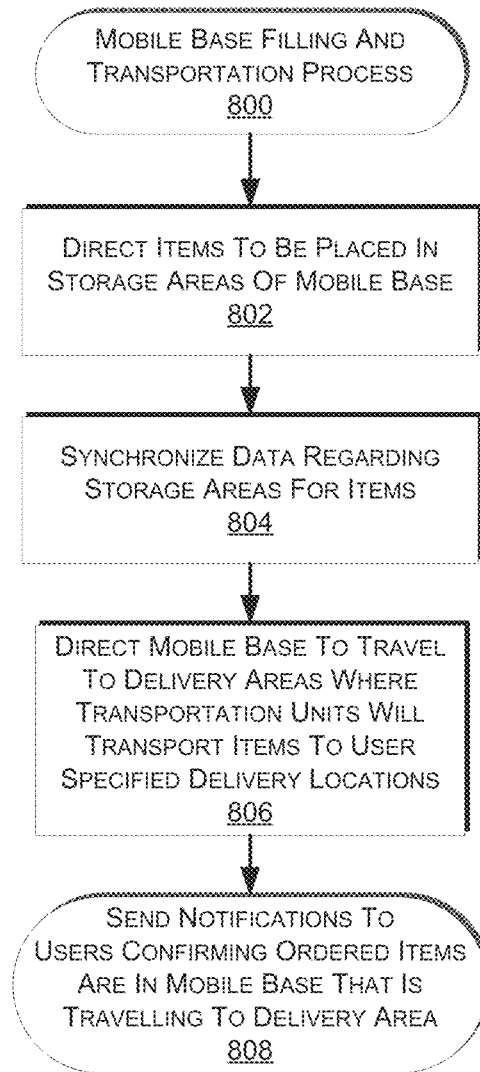 MOBILE BASE FILLING AND
TRANSPORTATION PROCESS
800
DIRECT ITEMS TO BE PLACED IN
STORAGE AREAS OF MOBILE BASE
802
SYNCHRONIZE DATA REGARDING
STORAGE AREAS FOR ITEMS
804
DIRECT MOBILE BASE TO TRAVEL
TO DELIVERY AREAS WHERE
TRANSPORTATION UNITS WILL
TRANSPORT ITEMS TO USER
SPECIFIED DELIVERY LOCATIONS
806
SEND NOTIFICATIONS TO
USERS CONFIRMING ORDERED ITEMS
ARE IN MOBILE BASE THAT IS
TRAVELLING TO DELIVERY AREA
808